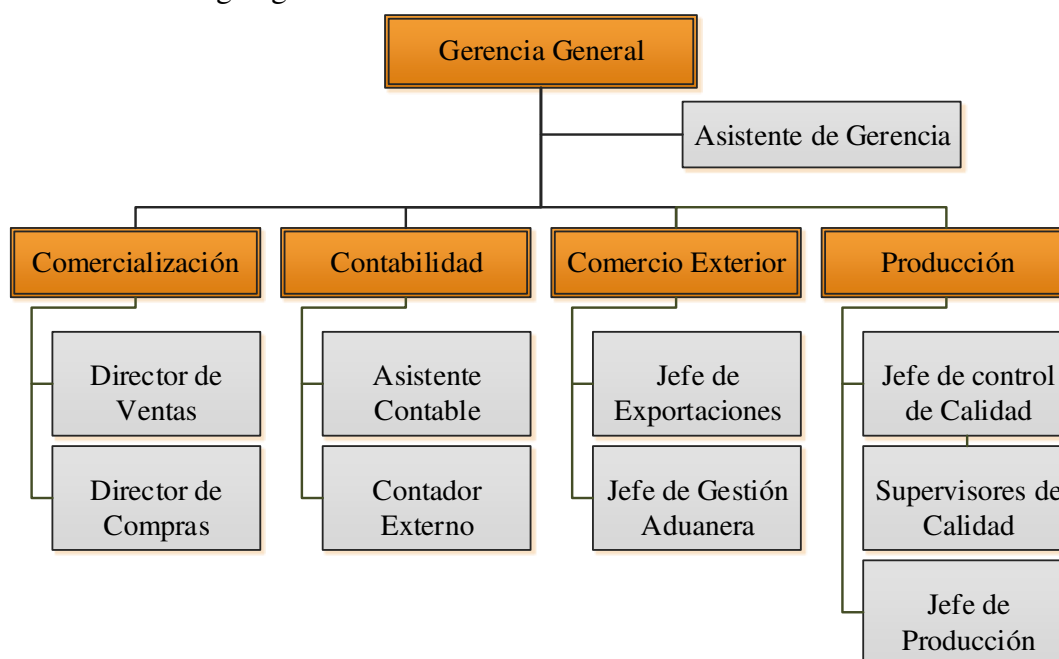 Gerencia General
Asistente de Gerencia
Comercialización
Contabilidad
Comercio Exterior
Producción
Director de
Ventas
Asistente
Contable
Jefe de
Exportaciones
Jefe de control
de Calidad
Director de
Compras
Contador
Externo
Jefe de Gestión
Aduanera
Supervisores de
Calidad
Jefe de
Producción